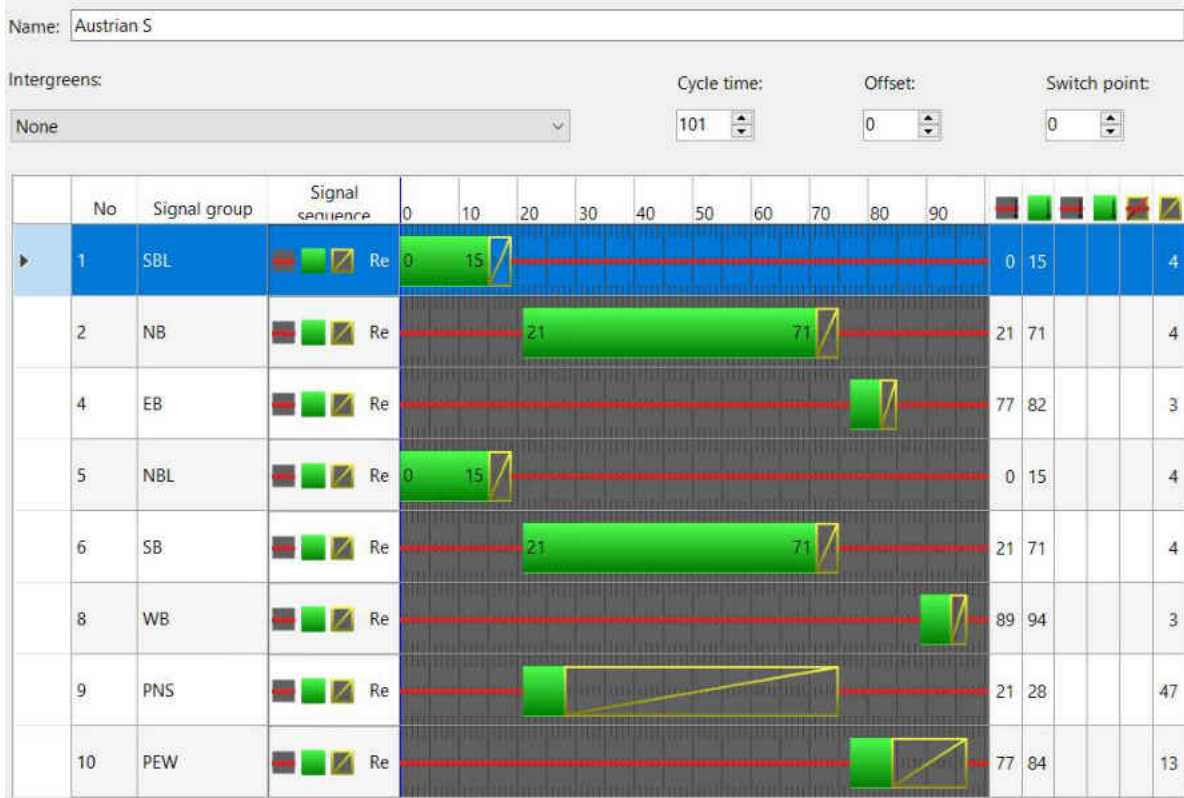 Name: Austrian S
Intergreens: Cycle time: Offset: Switch point:
None 101 0 0
No Signal group Signal sequence 0 10 20 30 40 50 60 70 80 90
1 SBL Re 0 15 0 15 4
2 NB Re 21 71 21 71 4
4 EB Re 77 82 3
5 NBL Re 0 15 0 15 4
6 SB Re 21 71 21 71 4
8 WB Re 89 94 3
9 PNS Re 21 28 47
10 PEW Re 77 84 13